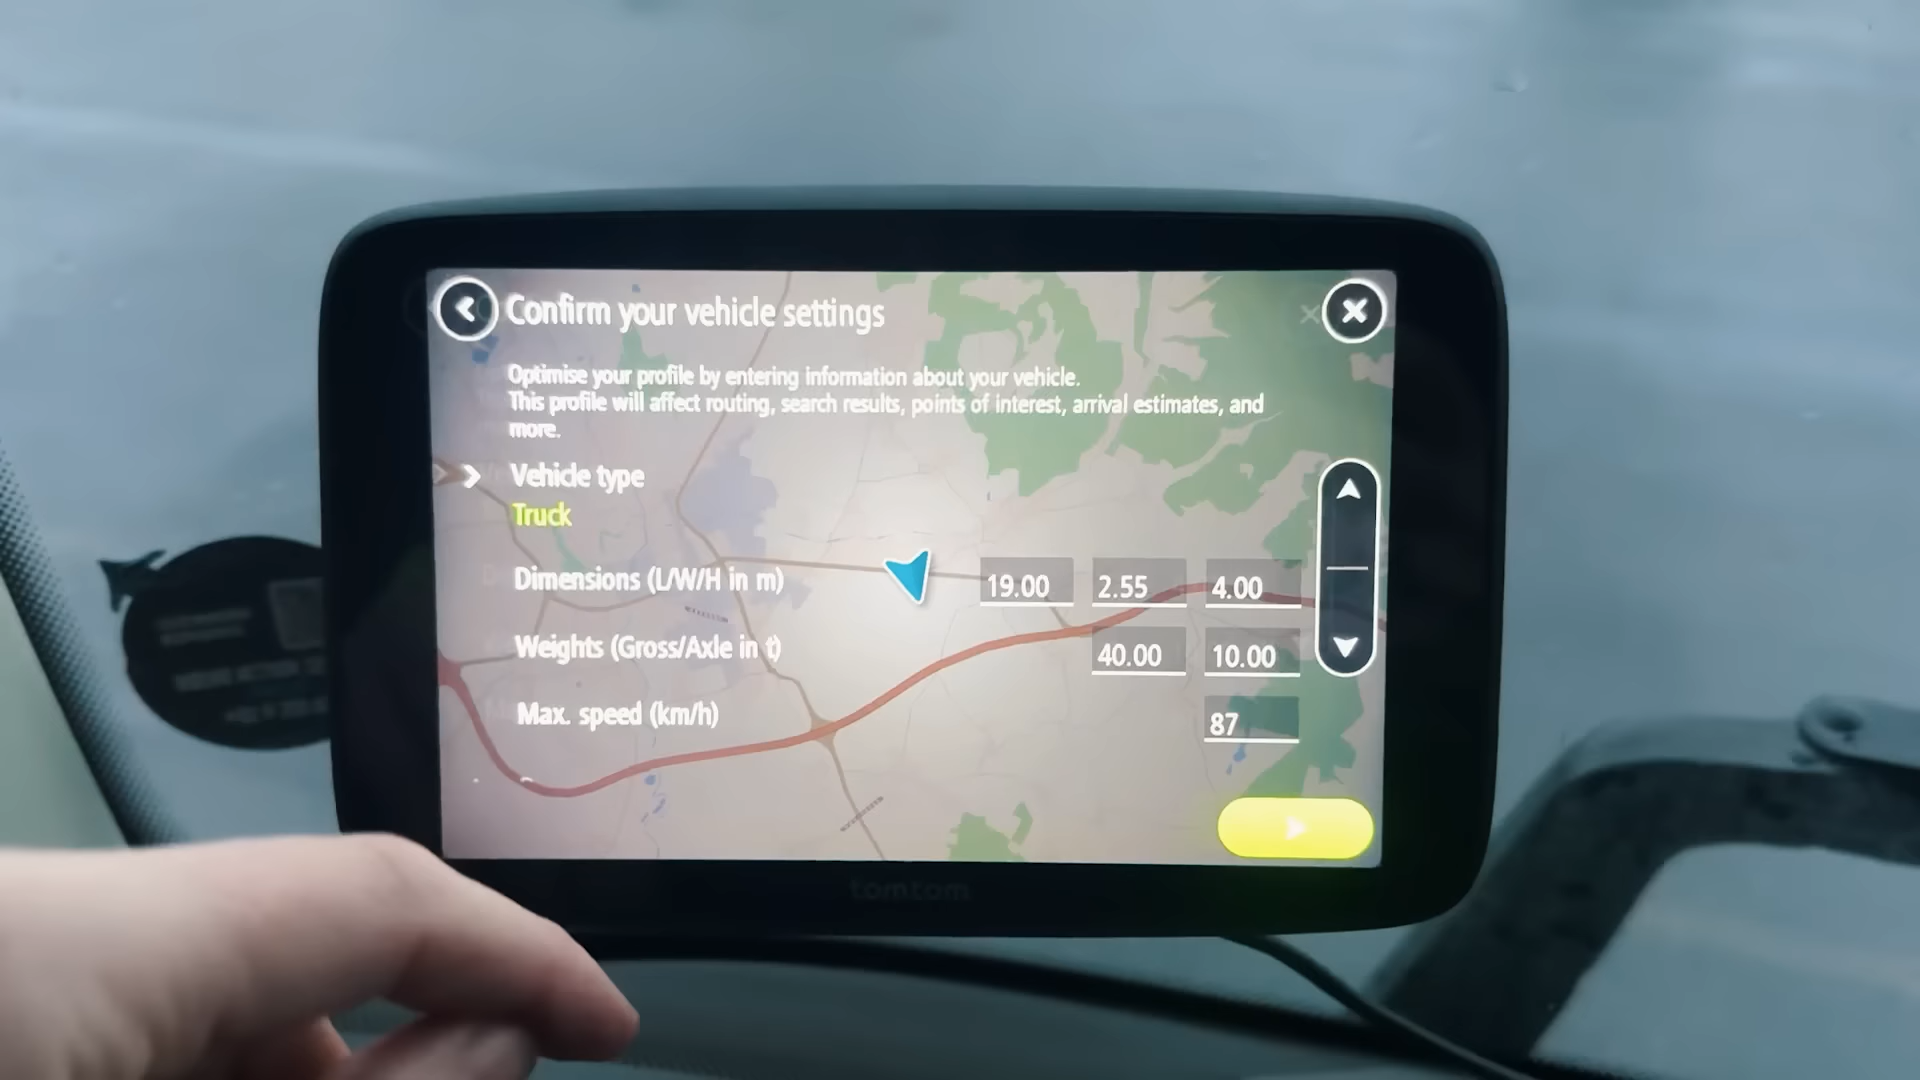 Confirm your vehicle settings
Optimise your profile by entering information about your vehicle.
This profile will affect routing, search results, points of interest, arrival estimates, and
more.
Vehicle type
Truck
Dimensions (L/W/H in m) 19.00 2.55 4.00
Weights (Gross/Axle in t) 40.00 10.00
Max. speed (km/h) 87
tomtom